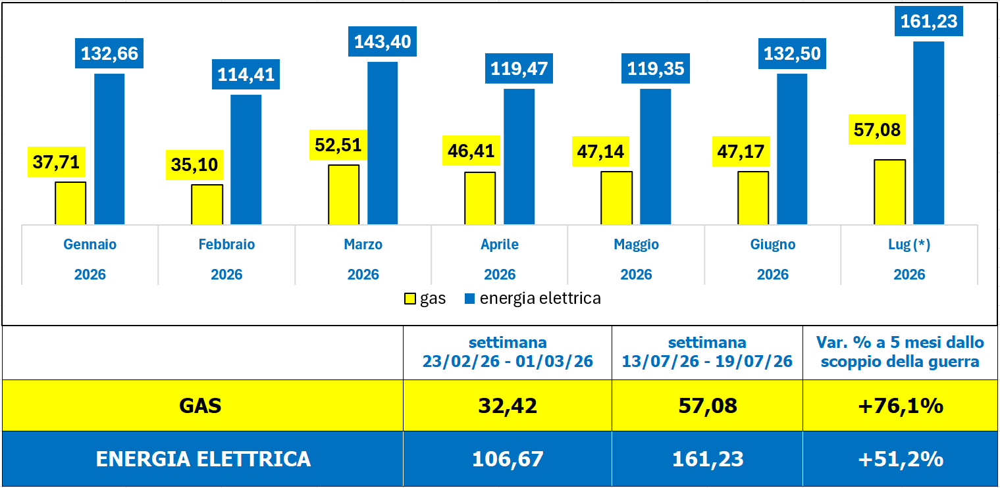 132,66
114,41
143,40
119,47
119,35
132,50
161,23
37,71
35,10
52,51
46,41
47,14
47,17
57,08
Gennaio
Febbraio
Marzo
Aprile
Maggio
Giugno
Lug (*)
2026
2026
2026
2026
2026
2026
2026
gas
energia elettrica
settimana
23/02/26 - 01/03/26
settimana
13/07/26 - 19/07/26
Var. % a 5 mesi dallo
scoppio della guerra
GAS
32,42
57,08
+76,1%
ENERGIA ELETTRICA
106,67
161,23
+51,2%